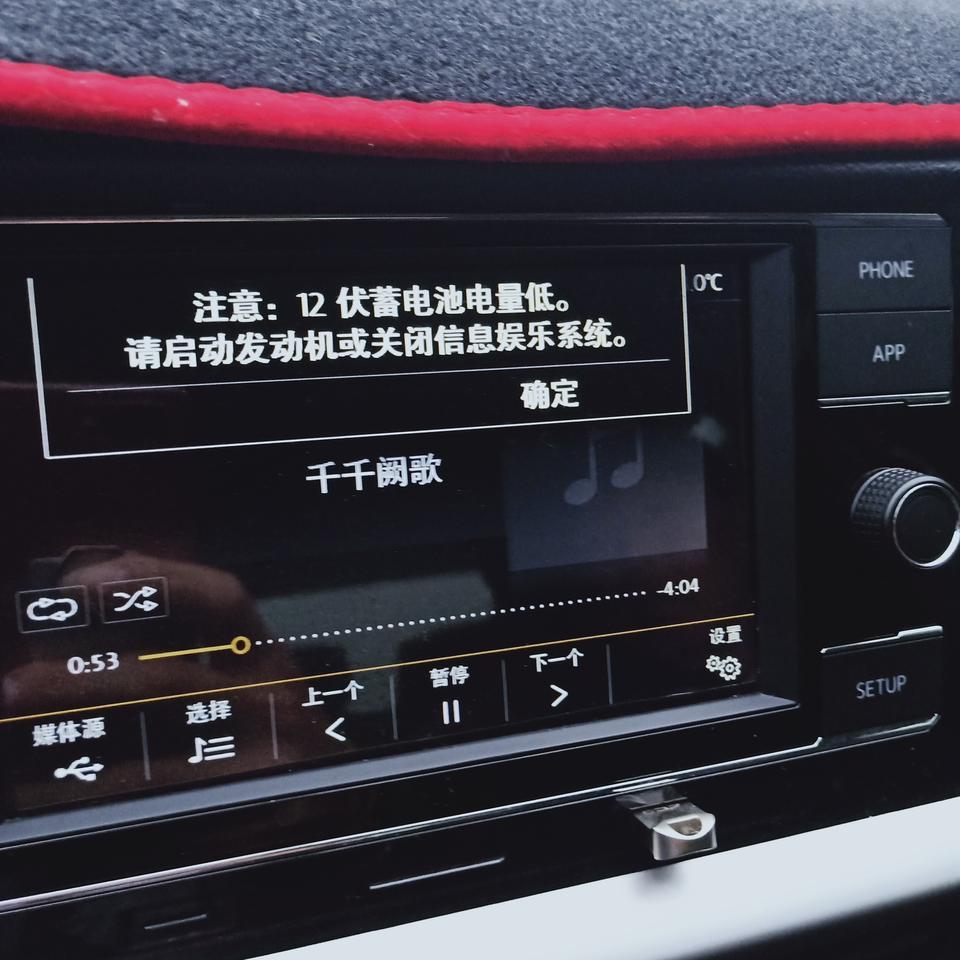 注意：12 伏蓄电池电量低。
请启动发动机或关闭信息娱乐系统。
确定
.0℃
千千阙歌
0:53
-4:04
设置
媒体源
选择
上一个
暂停
下一个
PHONE
APP
SETUP